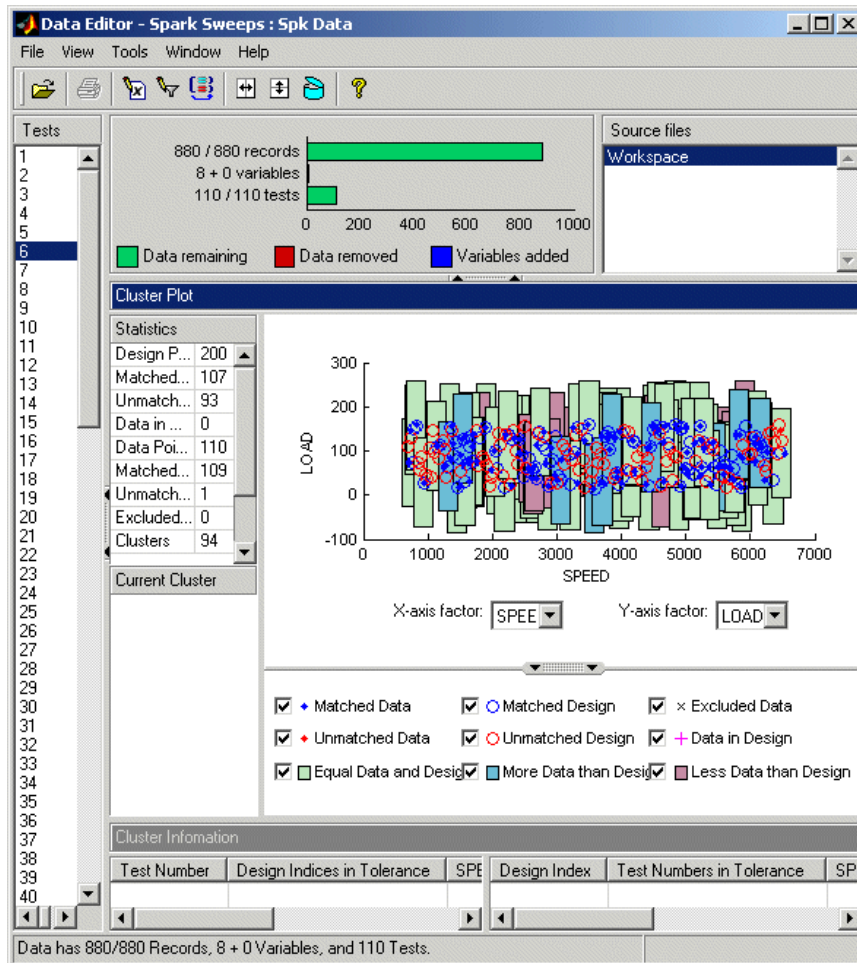 Data Editor - Spark Sweeps : Spk Data
File View Tools Window Help
Tests
1
2
3
4
5
6
7
8
9
10
11
12
13
14
15
16
17
18
19
20
21
22
23
24
25
26
27
28
29
30
31
32
33
34
35
36
37
38
39
40
880 / 880 records
8 + 0 variables
110 / 110 tests
0 200 400 600 800 1000
Data remaining Data removed Variables added
Source files
Workspace
Cluster Plot
Statistics
Design P... 200
Matched... 107
Unmatch... 93
Data in ... 0
Data Poi... 110
Matched... 109
Unmatch... 1
Excluded... 0
Clusters 94
Current Cluster
300
200
100
0
-100
LOAD
0 1000 2000 3000 4000 5000 6000 7000
SPEED
X-axis factor: SPEE Y-axis factor: LOAD
Matched Data Matched Design Excluded Data
Unmatched Data Unmatched Design Data in Design
Equal Data and Desig More Data than Desig Less Data than Design
Cluster Infomation
Test Number Design Indices in Tolerance SPE Design Index Test Numbers in Tolerance SP
Data has 880/880 Records, 8 + 0 Variables, and 110 Tests.